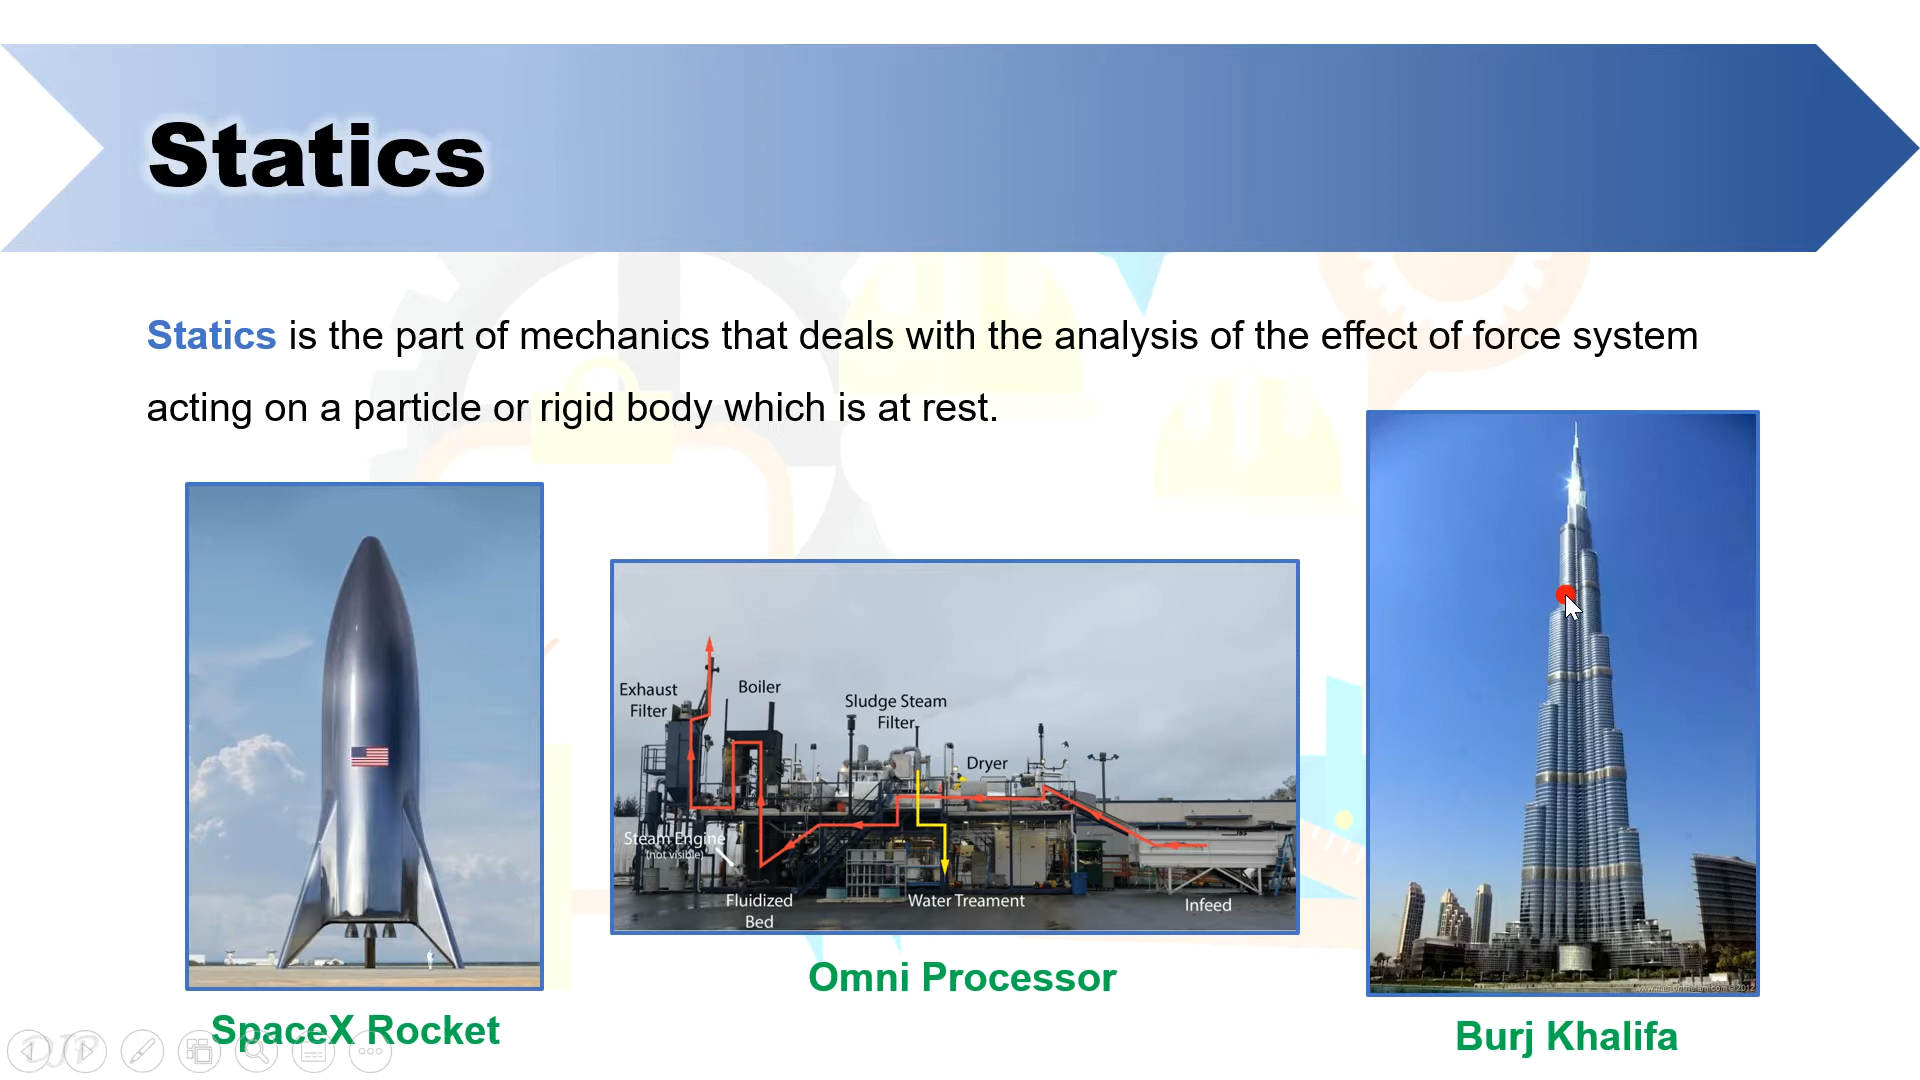 Statics
Statics is the part of mechanics that deals with the analysis of the effect of force system
acting on a particle or rigid body which is at rest.
Exhaust
Filter
Boiler
Sludge Steam
Filter
Dryer
Steam Engine
(not visible)
Fluidized
Bed
Water Treament
Infeed
SpaceX Rocket
Omni Processor
Burj Khalifa